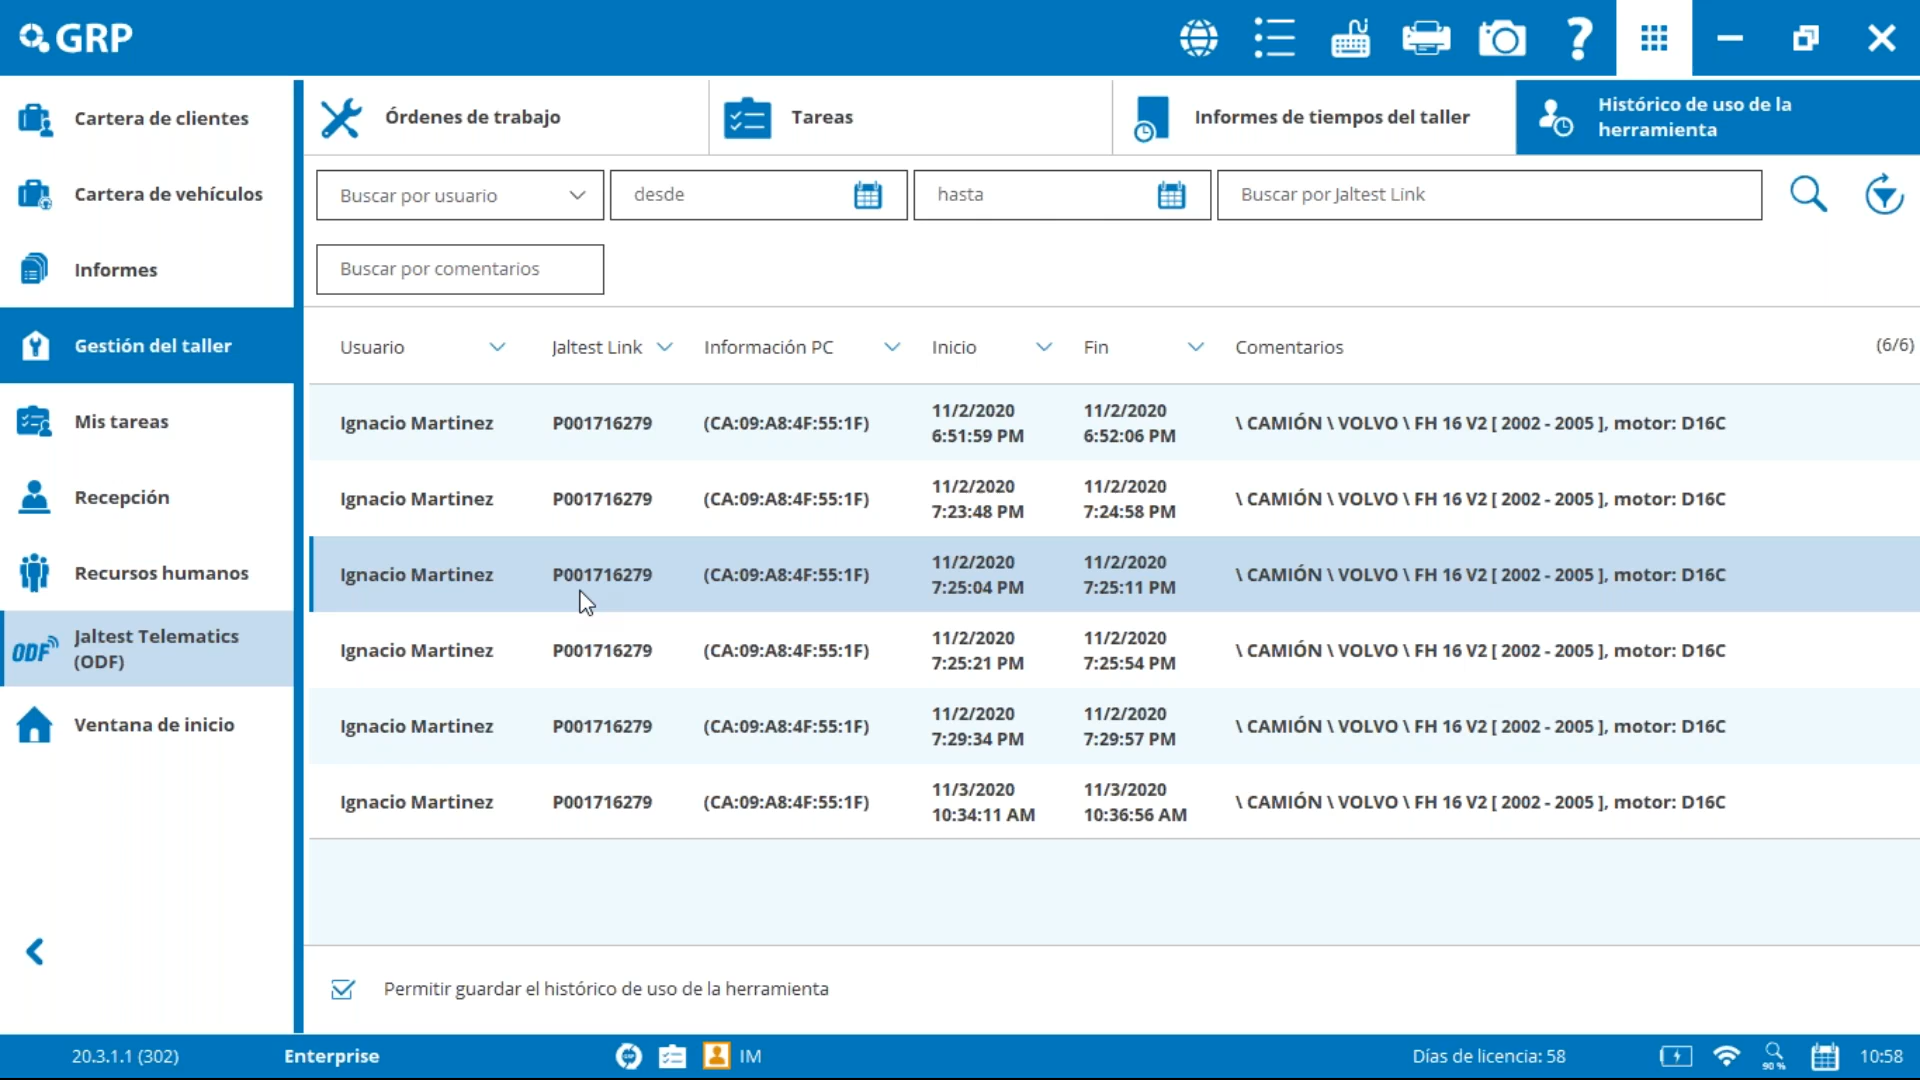 GRP
Cartera de clientes
Cartera de vehículos
Informes
Gestión del taller
Mis tareas
Recepción
Recursos humanos
ODF
Jaltest Telematics
(ODF)
Ventana de inicio
Órdenes de trabajo
Tareas
Informes de tiempos del taller
Histórico de uso de la
herramienta
Buscar por usuario
desde
hasta
Buscar por Jaltest Link
Buscar por comentarios
Usuario Jaltest Link Información PC Inicio Fin Comentarios (6/6)
Ignacio Martinez P001716279 (CA:09:A8:4F:55:1F) 11/2/2020 6:51:59 PM 11/2/2020 6:52:06 PM \ CAMIÓN \ VOLVO \ FH 16 V2 [ 2002 - 2005 ], motor: D16C
Ignacio Martinez P001716279 (CA:09:A8:4F:55:1F) 11/2/2020 7:23:48 PM 11/2/2020 7:24:58 PM \ CAMIÓN \ VOLVO \ FH 16 V2 [ 2002 - 2005 ], motor: D16C
Ignacio Martinez P001716279 (CA:09:A8:4F:55:1F) 11/2/2020 7:25:04 PM 11/2/2020 7:25:11 PM \ CAMIÓN \ VOLVO \ FH 16 V2 [ 2002 - 2005 ], motor: D16C
Ignacio Martinez P001716279 (CA:09:A8:4F:55:1F) 11/2/2020 7:25:21 PM 11/2/2020 7:25:54 PM \ CAMIÓN \ VOLVO \ FH 16 V2 [ 2002 - 2005 ], motor: D16C
Ignacio Martinez P001716279 (CA:09:A8:4F:55:1F) 11/2/2020 7:29:34 PM 11/2/2020 7:29:57 PM \ CAMIÓN \ VOLVO \ FH 16 V2 [ 2002 - 2005 ], motor: D16C
Ignacio Martinez P001716279 (CA:09:A8:4F:55:1F) 11/3/2020 10:34:11 AM 11/3/2020 10:36:56 AM \ CAMIÓN \ VOLVO \ FH 16 V2 [ 2002 - 2005 ], motor: D16C
Permitir guardar el histórico de uso de la herramienta
20.3.1.1 (302) Enterprise GRP IM Días de licencia: 58 90 % 10:58